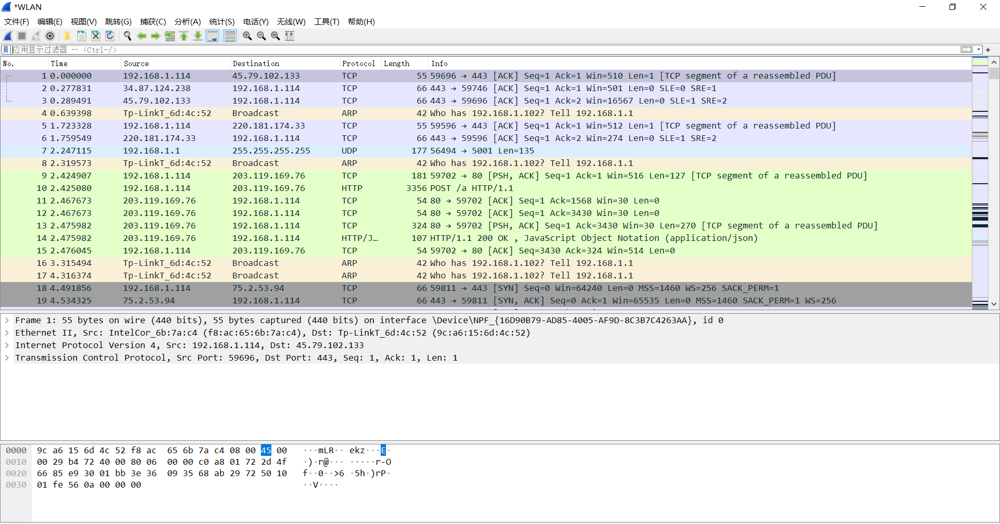 *WLAN
文件(F) 编辑(E) 视图(V) 跳转(G) 捕获(C) 分析(A) 统计(S) 电话(Y) 无线(W) 工具(T) 帮助(H)
应用显示过滤器 … <Ctrl-/>
No. Time Source Destination Protocol Length Info
1 0.000000 192.168.1.114 45.79.102.133 TCP 55 59696 → 443 [ACK] Seq=1 Ack=1 Win=510 Len=1 [TCP segment of a reassembled PDU]
2 0.277831 34.87.124.238 192.168.1.114 TCP 66 443 → 59746 [ACK] Seq=1 Ack=1 Win=501 Len=0 SLE=0 SRE=1
3 0.289491 45.79.102.133 192.168.1.114 TCP 66 443 → 59696 [ACK] Seq=1 Ack=2 Win=16567 Len=0 SLE=1 SRE=2
4 0.639398 Tp-LinkT_6d:4c:52 Broadcast ARP 42 Who has 192.168.1.102? Tell 192.168.1.1
5 1.723328 192.168.1.114 220.181.174.33 TCP 55 59596 → 443 [ACK] Seq=1 Ack=1 Win=512 Len=1 [TCP segment of a reassembled PDU]
6 1.759549 220.181.174.33 192.168.1.114 TCP 66 443 → 59596 [ACK] Seq=1 Ack=2 Win=274 Len=0 SLE=1 SRE=2
7 2.247115 192.168.1.1 255.255.255.255 UDP 177 56494 → 5001 Len=135
8 2.319573 Tp-LinkT_6d:4c:52 Broadcast ARP 42 Who has 192.168.1.102? Tell 192.168.1.1
9 2.424907 192.168.1.114 203.119.169.76 TCP 181 59702 → 80 [PSH, ACK] Seq=1 Ack=1 Win=516 Len=127 [TCP segment of a reassembled PDU]
10 2.425080 192.168.1.114 203.119.169.76 HTTP 3356 POST /a HTTP/1.1
11 2.467673 203.119.169.76 192.168.1.114 TCP 54 80 → 59702 [ACK] Seq=1 Ack=1568 Win=30 Len=0
12 2.467673 203.119.169.76 192.168.1.114 TCP 54 80 → 59702 [ACK] Seq=1 Ack=3430 Win=30 Len=0
13 2.475982 203.119.169.76 192.168.1.114 TCP 324 80 → 59702 [PSH, ACK] Seq=1 Ack=3430 Win=30 Len=270 [TCP segment of a reassembled PDU]
14 2.475982 203.119.169.76 192.168.1.114 HTTP/J… 107 HTTP/1.1 200 OK , JavaScript Object Notation (application/json)
15 2.476045 192.168.1.114 203.119.169.76 TCP 54 59702 → 80 [ACK] Seq=3430 Ack=324 Win=514 Len=0
16 3.315494 Tp-LinkT_6d:4c:52 Broadcast ARP 42 Who has 192.168.1.102? Tell 192.168.1.1
17 4.316374 Tp-LinkT_6d:4c:52 Broadcast ARP 42 Who has 192.168.1.102? Tell 192.168.1.1
18 4.491856 192.168.1.114 75.2.53.94 TCP 66 59811 → 443 [SYN] Seq=0 Win=64240 Len=0 MSS=1460 WS=256 SACK_PERM=1
19 4.534325 75.2.53.94 192.168.1.114 TCP 66 443 → 59811 [SYN, ACK] Seq=0 Ack=1 Win=65535 Len=0 MSS=1460 SACK_PERM=1 WS=256
Frame 1: 55 bytes on wire (440 bits), 55 bytes captured (440 bits) on interface \Device\NPF_{16D90B79-AD85-4005-AF9D-8C3B7C4263AA}, id 0
Ethernet II, Src: IntelCor_6b:7a:c4 (f8:ac:65:6b:7a:c4), Dst: Tp-LinkT_6d:4c:52 (9c:a6:15:6d:4c:52)
Internet Protocol Version 4, Src: 192.168.1.114, Dst: 45.79.102.133
Transmission Control Protocol, Src Port: 59696, Dst Port: 443, Seq: 1, Ack: 1, Len: 1
0000 9c a6 15 6d 4c 52 f8 ac 65 6b 7a c4 08 00 45 00 ···mLR·· ekz···E·
0010 00 29 b4 72 40 00 80 06 00 00 c0 a8 01 72 2d 4f ·)·r@··· ·····r-O
0020 66 85 e9 30 01 bb 3e 36 09 35 68 ab 29 72 50 10 f··0··>6 ·5h·)rP·
0030 01 fe 56 0a 00 00 00 ··V····